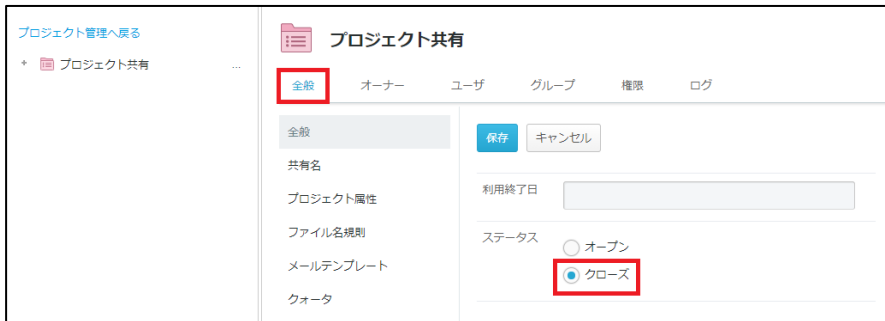 プロジェクト管理へ戻る
プロジェクト共有
...
プロジェクト共有
全般 オーナー ユーザ グループ 権限 ログ
全般
共有名
プロジェクト属性
ファイル名規則
メールテンプレート
クォータ
保存 キャンセル
利用終了日
ステータス
オープン
クローズ